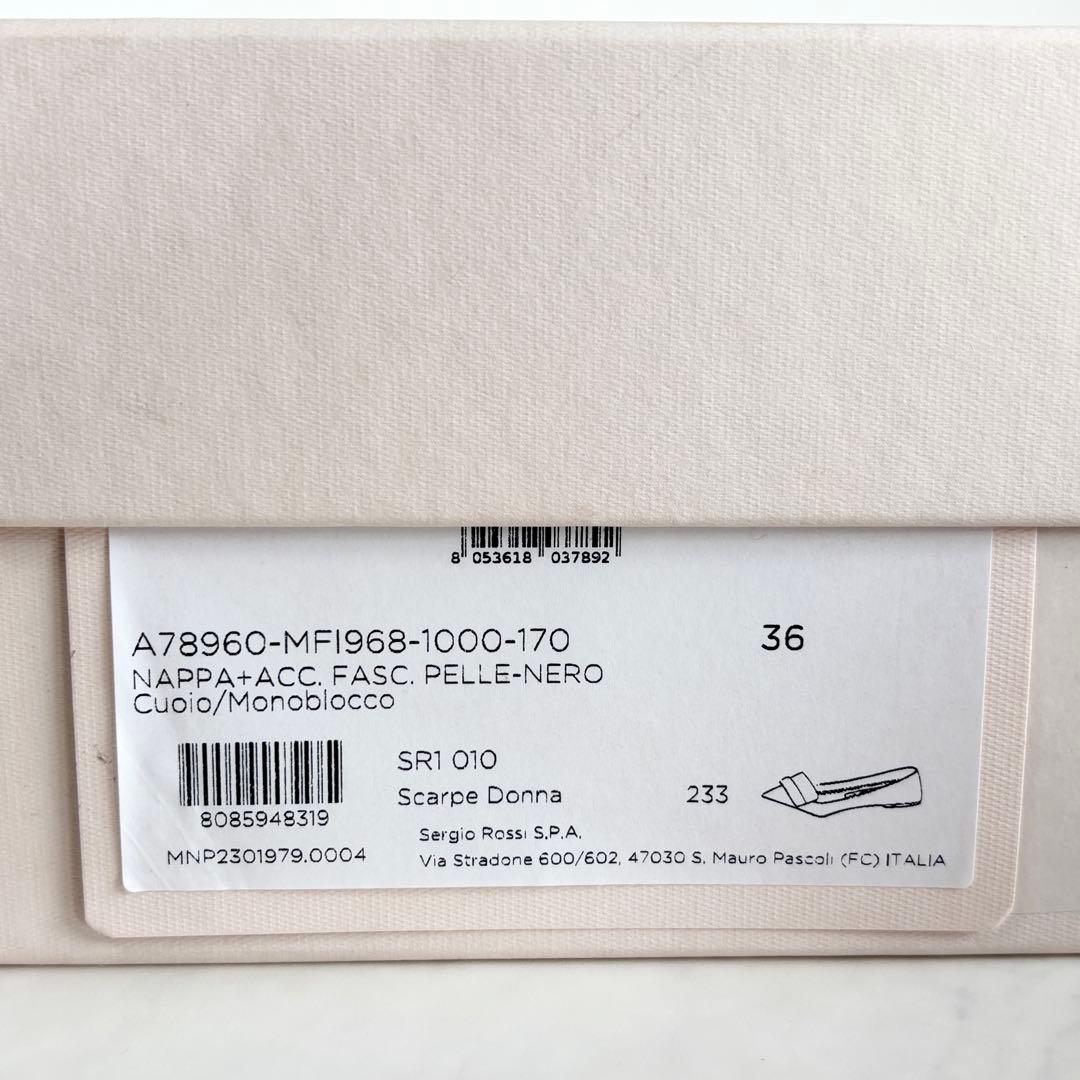 8 053618 037892
A78960-MFI968-1000-170
36
NAPPA+ACC. FASC. PELLE-NERO
Cuoio/Monoblocco
SR1 010
Scarpe Donna
233
8085948319
Sergio Rossi S.P.A.
MNP2301979.0004
Via Stradone 600/602, 47030 S. Mauro Pascoli (FC) ITALIA